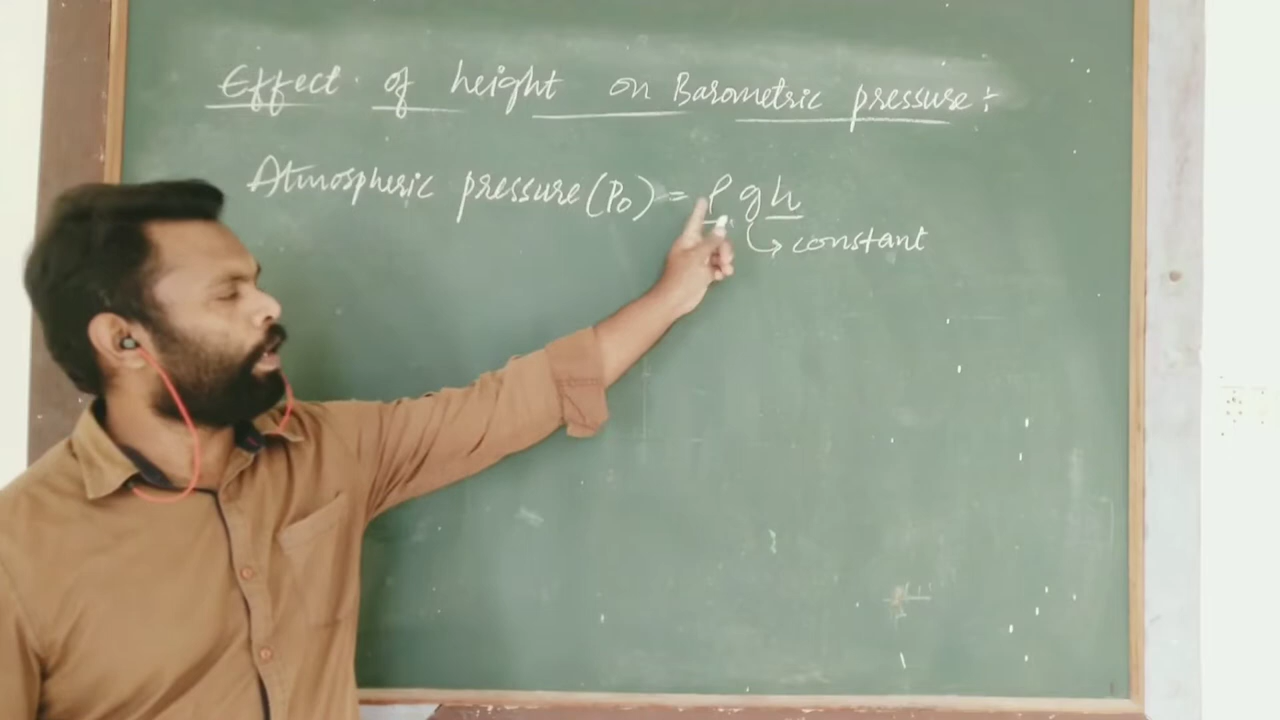 Effect of height on Barometric pressure:
Atmospheric pressure (P₀) = ρgh
↳ constant